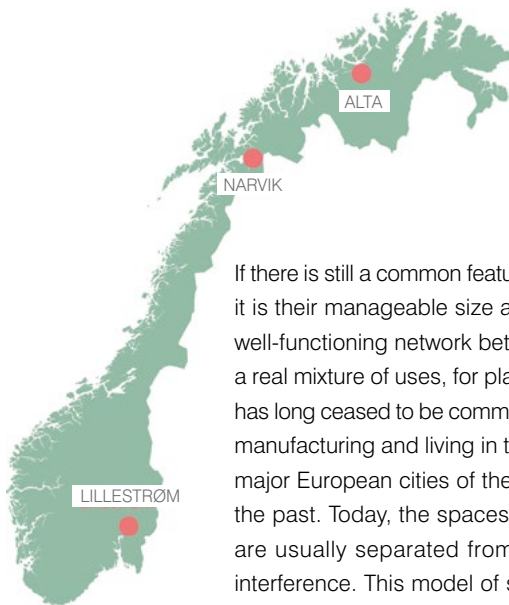 ALTA
NARVIK
If there is still a common
it is their manageable size
well-functioning network
a real mixture of uses, for
has long ceased to be
manufacturing and living in
major European cities of the
LILLESTRØM
the past. Today, the spaces
are usually separated from
interference. This model of